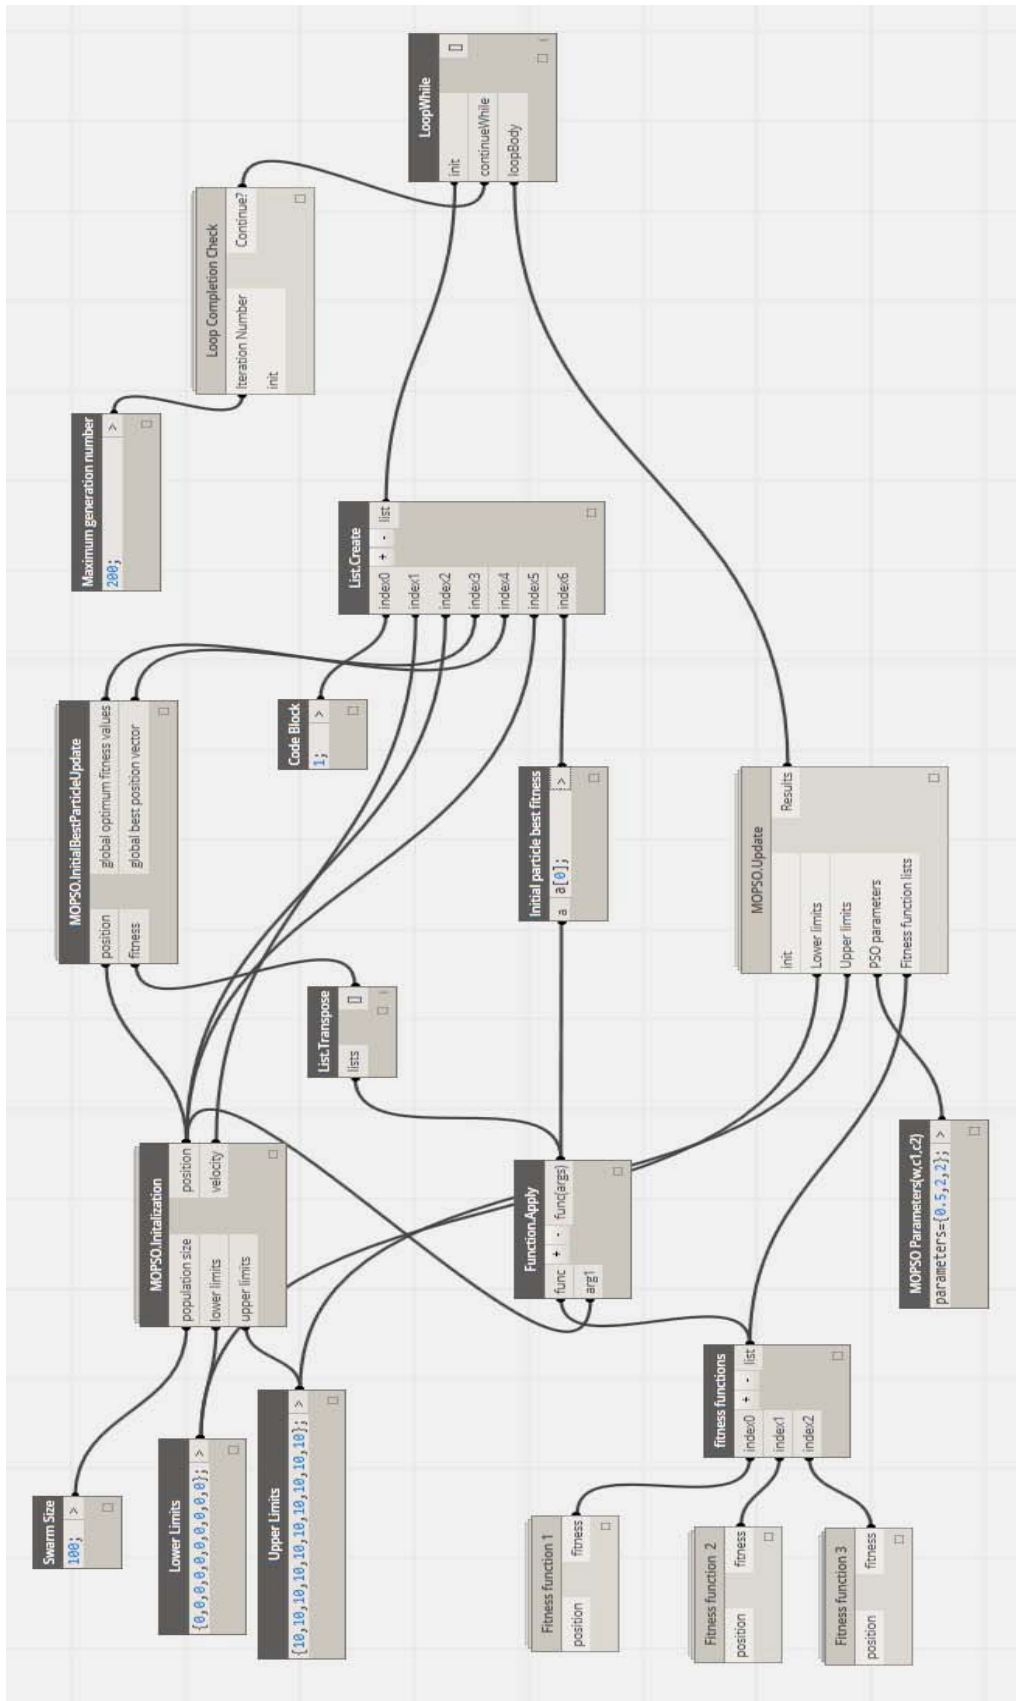 Swarm Size
100; >
Lower Limits
{0,0,0,0,0,0,0,0,0,0}; >
Upper Limits
{10,10,10,10,10,10,10,10,10,10}; >
MOPSO.Initalization
population size position
lower limits velocity
upper limits
MOPSO.InitialBestParticleUpdate
position global optimum fitness values
fitness global best position vector
Maximum generation number
200; >
Loop Completion Check
Iteration Number Continue?
init
List.Transpose
lists []
Code Block
1; >
List.Create
index0 + - list
index1
index2
index3
index4
index5
index6
LoopWhile
init []
continueWhile
loopBody
Fitness function 1
position fitness
Fitness function 2
position fitness
Fitness function 3
position fitness
fitness functions
index0 + - list
index1
index2
Function.Apply
func + - func(args)
arg1
Initial particle best fitness
a a[0]; >
MOPSO Parameters(w,c1,c2)
parameters={0.5,2,2}; >
MOPSO.Update
init Results
Lower limits
Upper limits
PSO parameters
Fitness function lists